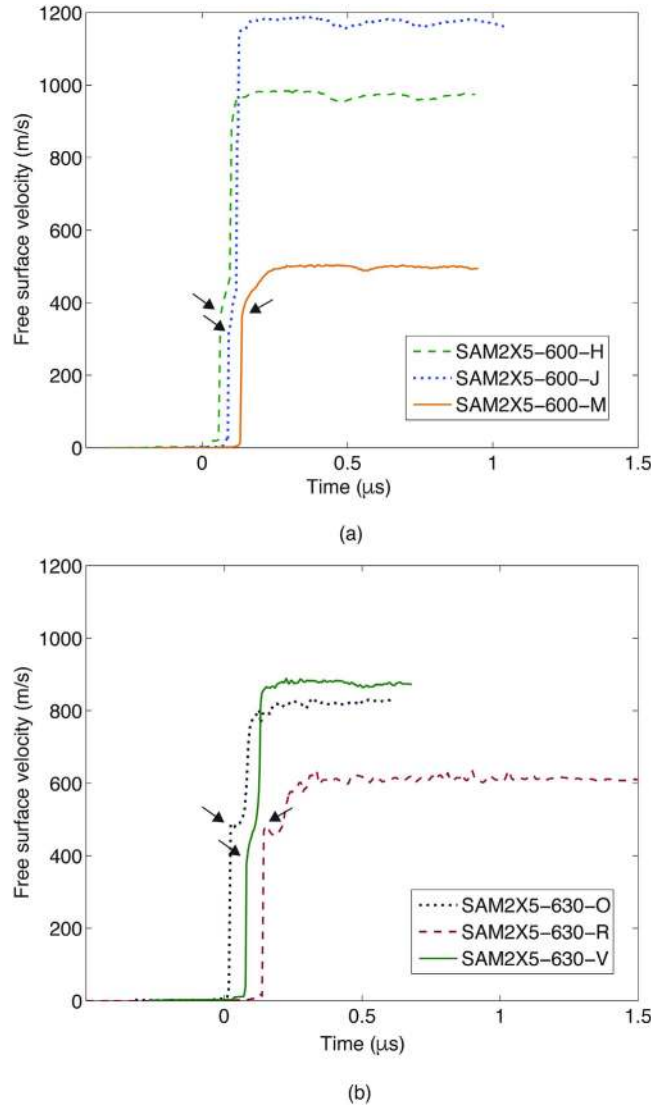 1200
1000
800
600
400
200
0
Free surface velocity (m/s)
SAM2X5-600-H
SAM2X5-600-J
SAM2X5-600-M
0 0.5 1 1.5
Time (μs)
(a)
1200
1000
800
600
400
200
0
Free surface velocity (m/s)
SAM2X5-630-O
SAM2X5-630-R
SAM2X5-630-V
0 0.5 1 1.5
Time (μs)
(b)